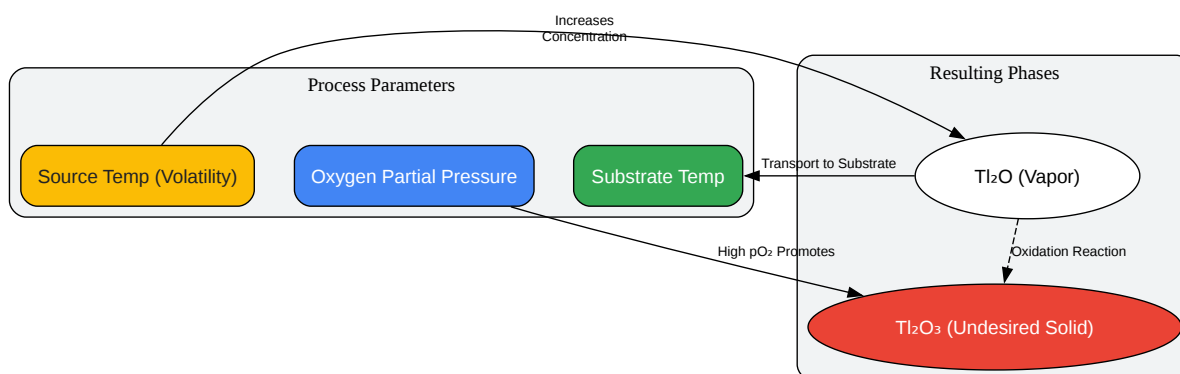 Increases
Concentration
Process Parameters
Resulting Phases
Source Temp (Volatility)
Oxygen Partial Pressure
Substrate Temp
Transport to Substrate
Tl₂O (Vapor)
High pO₂ Promotes
Oxidation Reaction
Tl₂O₃ (Undesired Solid)